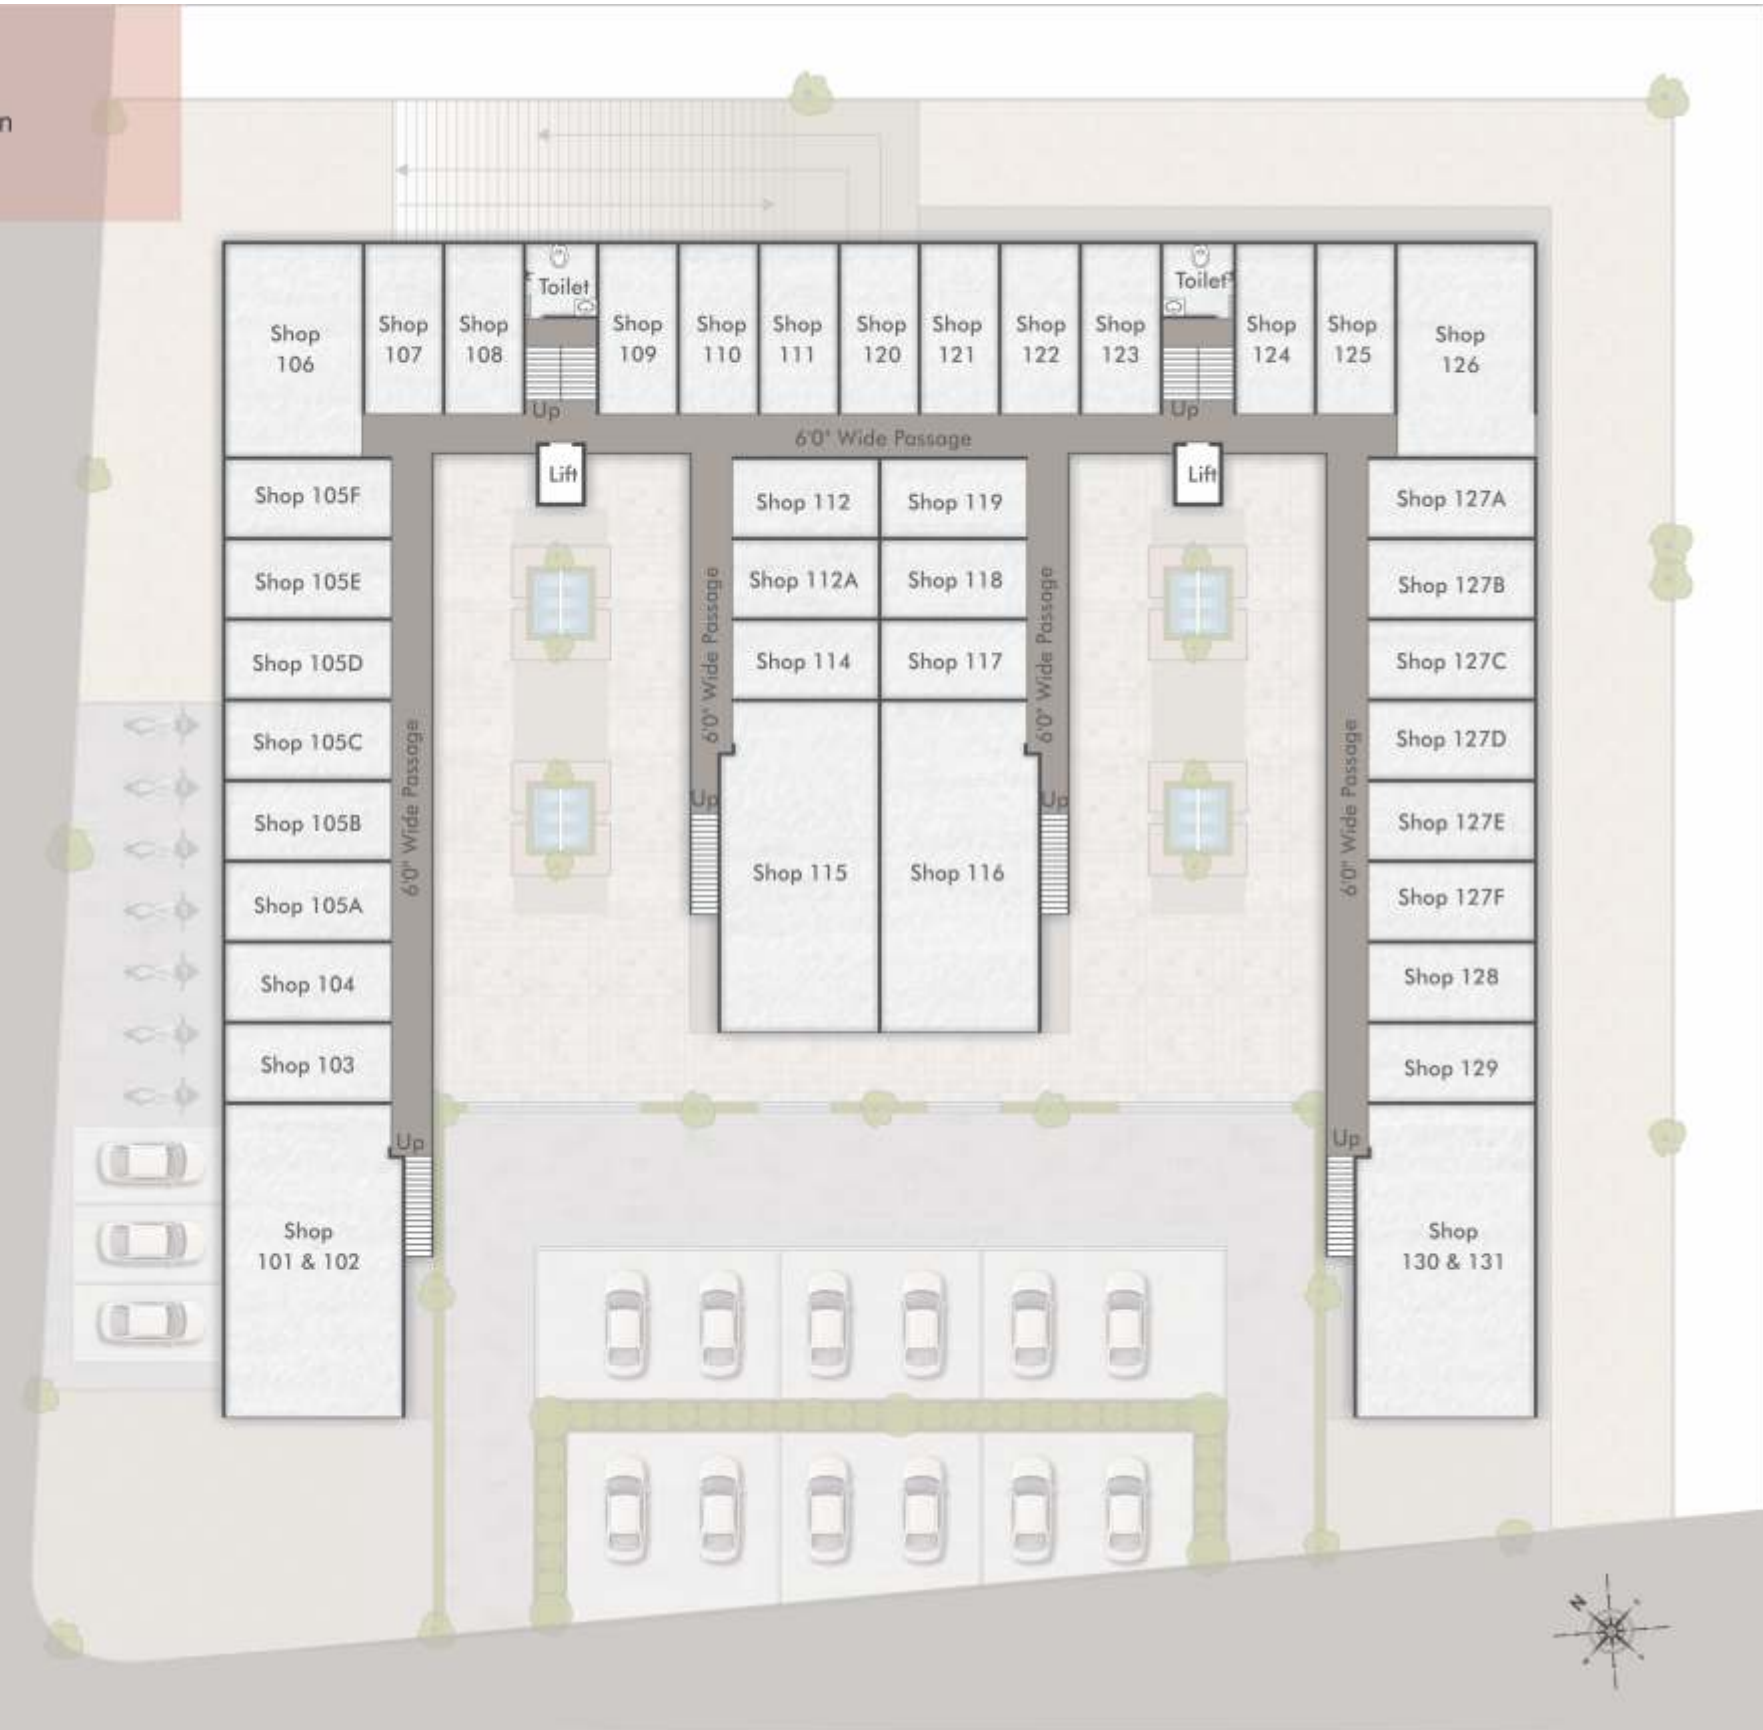 n
Toilet
Toilet
Shop
106
Shop
107
Shop
108
Shop
109
Shop
110
Shop
111
Shop
120
Shop
121
Shop
122
Shop
123
Shop
124
Shop
125
Shop
126
Up
Up
6'0" Wide Passage
Lift
Lift
Shop 105F
Shop 112
Shop 119
Shop 127A
Shop 105E
Shop 112A
Shop 118
Shop 127B
Shop 105D
Shop 114
Shop 117
Shop 127C
6'0" Wide Passage
6'0" Wide Passage
Shop 105C
Shop 127D
6'0" Wide Passage
6'0" Wide Passage
Up
Up
Shop 105B
Shop 127E
Shop 115
Shop 116
Shop 105A
Shop 127F
Shop 104
Shop 128
Shop 103
Shop 129
Up
Up
Shop
101 & 102
Shop
130 & 131
N